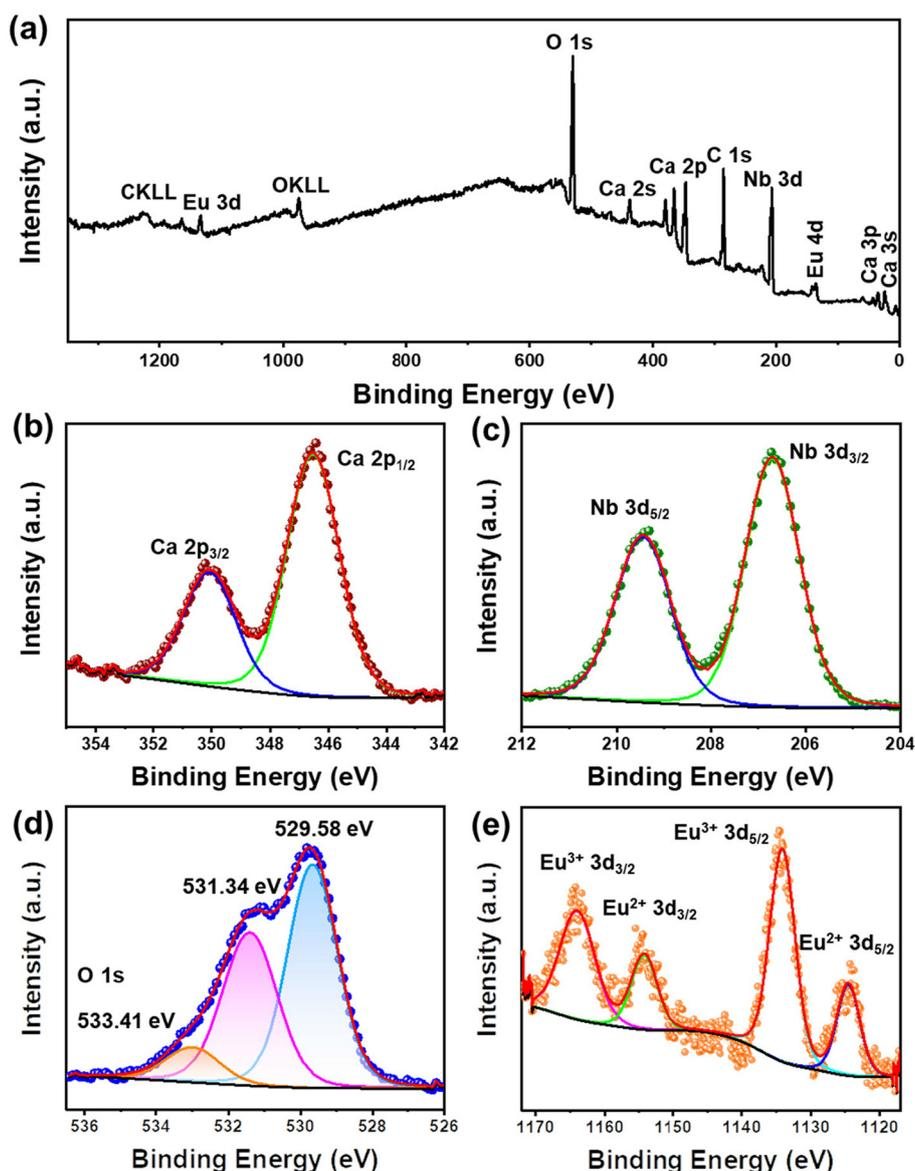 (a)
O 1s
C 1s
Ca 2p
Nb 3d
CKLL
Eu 3d
OKLL
Ca 2s
Eu 4d
Ca 3p
Ca 3s
Intensity (a.u.)
1200 1000 800 600 400 200 0
Binding Energy (eV)
(b)
Ca 2p1/2
Ca 2p3/2
Intensity (a.u.)
354 352 350 348 346 344 342
Binding Energy (eV)
(c)
Nb 3d3/2
Nb 3d5/2
Intensity (a.u.)
212 210 208 206 204
Binding Energy (eV)
(d)
529.58 eV
531.34 eV
O 1s
533.41 eV
Intensity (a.u.)
536 534 532 530 528 526
Binding Energy (eV)
(e)
Eu3+ 3d5/2
Eu3+ 3d3/2
Eu2+ 3d3/2
Eu2+ 3d5/2
Intensity (a.u.)
1170 1160 1150 1140 1130 1120
Binding Energy (eV)